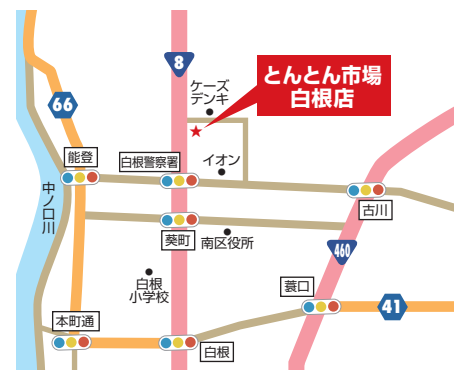 8
とんとん市場
白根店
ケーズ
デンキ
66
能登
白根警察署
イオン
中ノ口川
古川
葵町
南区役所
460
白根
小学校
蓑口
41
本町通
白根